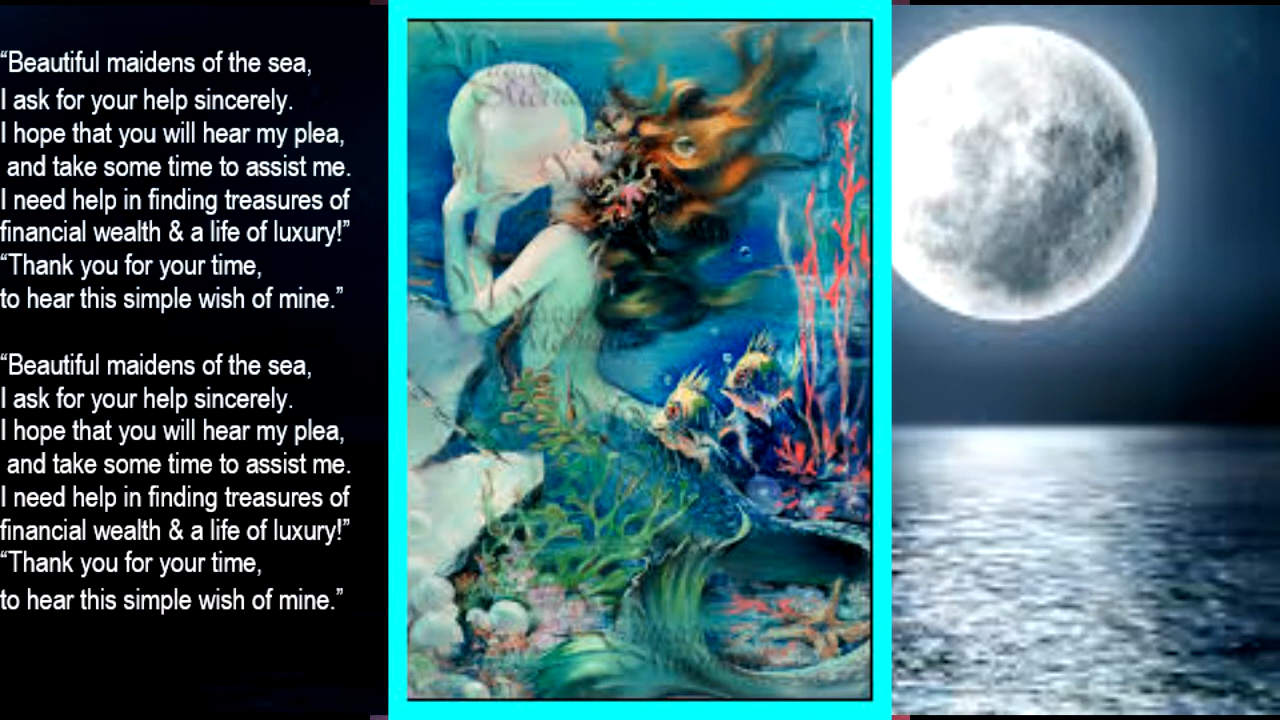 “Beautiful maidens of the sea,
I ask for your help sincerely.
I hope that you will hear my plea,
and take some time to assist me.
I need help in finding treasures of
financial wealth & a life of luxury!”
“Thank you for your time,
to hear this simple wish of mine.”
“Beautiful maidens of the sea,
I ask for your help sincerely.
I hope that you will hear my plea,
and take some time to assist me.
I need help in finding treasures of
financial wealth & a life of luxury!”
“Thank you for your time,
to hear this simple wish of mine.”